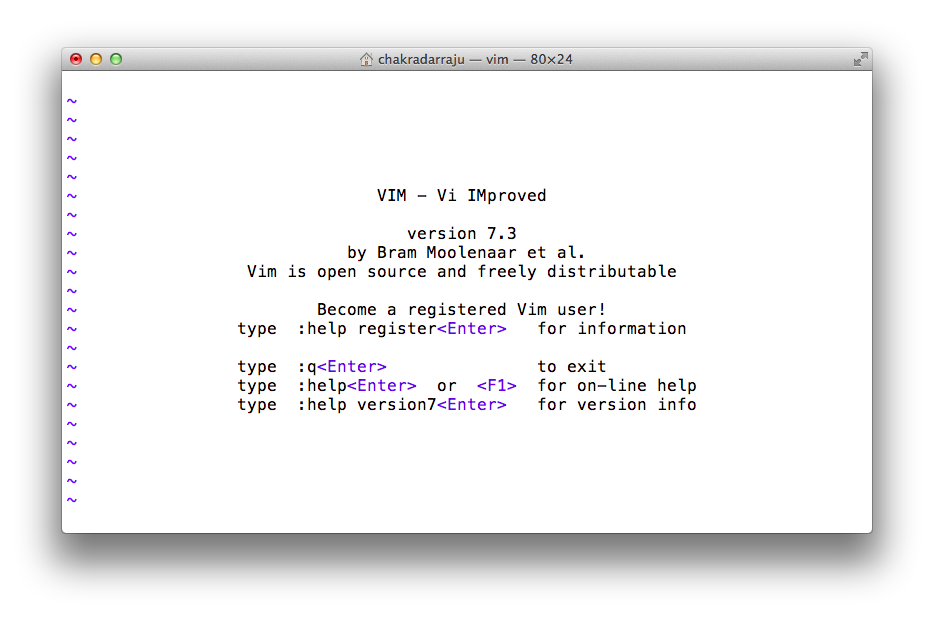 chakradarraju — vim — 80×24
~
~
~
~
~
~ VIM - Vi IMproved
~
~ version 7.3
~ by Bram Moolenaar et al.
~ Vim is open source and freely distributable
~
~ Become a registered Vim user!
~ type  :help register<Enter>   for information
~
~ type  :q<Enter>               to exit
~ type  :help<Enter>  or  <F1>  for on-line help
~ type  :help version7<Enter>   for version info
~
~
~
~
~